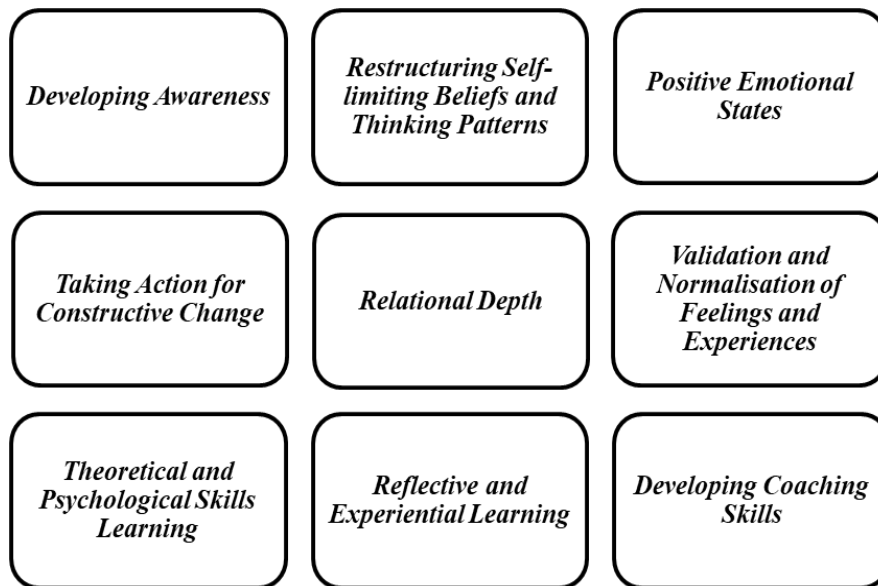 Developing Awareness
Restructuring Self-
limiting Beliefs and
Thinking Patterns
Positive Emotional
States
Taking Action for
Constructive Change
Relational Depth
Validation and
Normalisation of
Feelings and
Experiences
Theoretical and
Psychological Skills
Learning
Reflective and
Experiential Learning
Developing Coaching
Skills